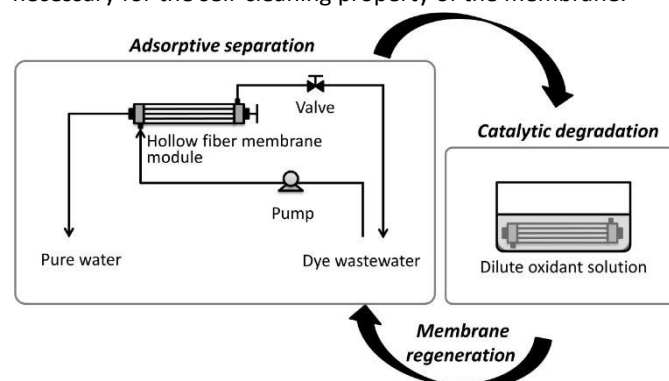 necessary for the self-cleaning property of the membrane.
Adsorptive separation
Valve
Hollow fiber membrane
module
Pump
Pure water
Dye wastewater
Catalytic degradation
Dilute oxidant solution
Membrane
regeneration